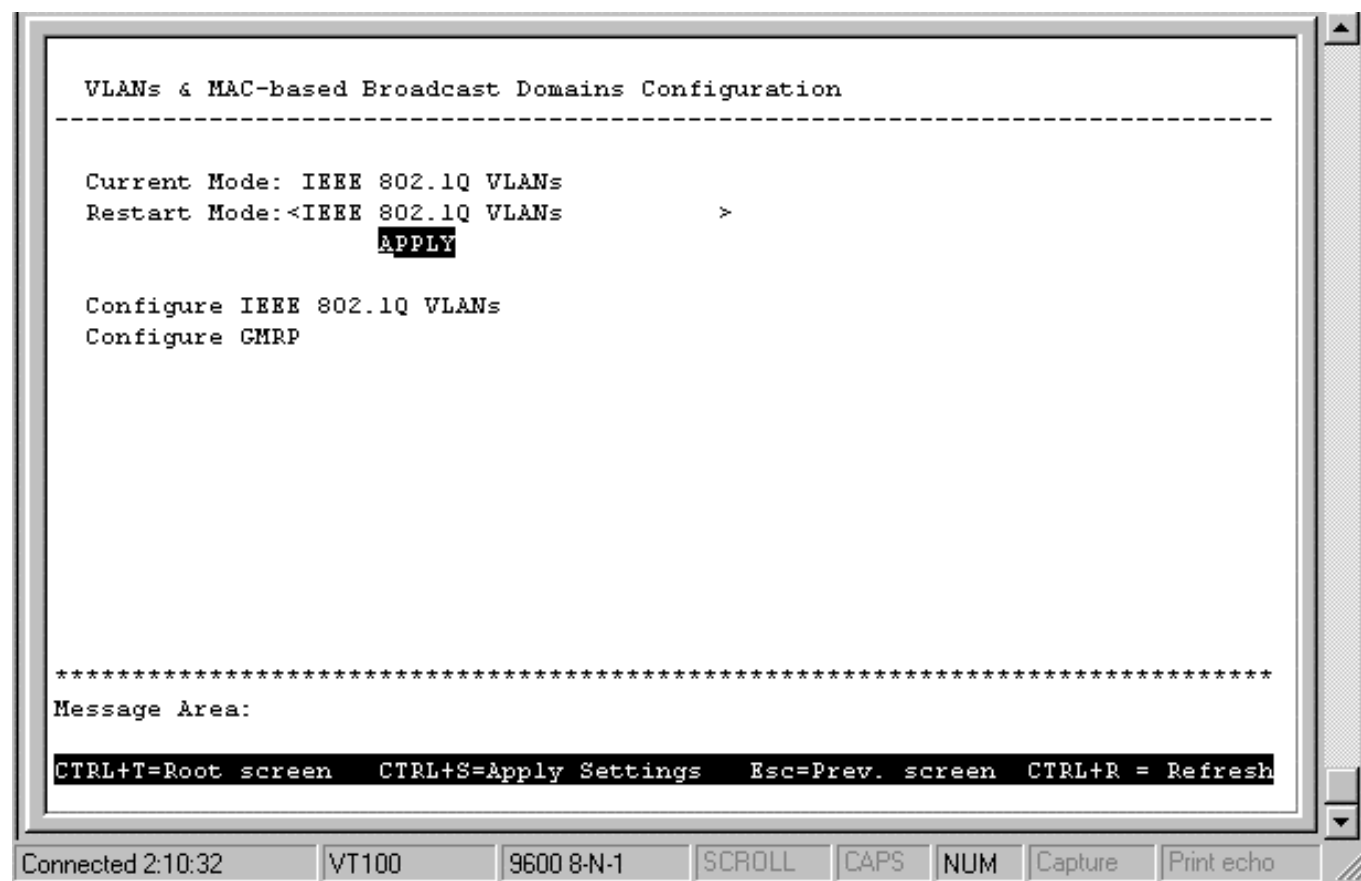 VLANs & MAC-based Broadcast Domains Configuration
-------------------------------------------------------------------------------
Current Mode: IEEE 802.1Q VLANs
Restart Mode:<IEEE 802.1Q VLANs >
APPLY
Configure IEEE 802.1Q VLANs
Configure GMRP
*******************************************************************************
Message Area:
CTRL+T=Root screen CTRL+S=Apply Settings Esc=Prev. screen CTRL+R = Refresh
Connected 2:10:32 VT100 9600 8-N-1 SCROLL CAPS NUM Capture Print echo